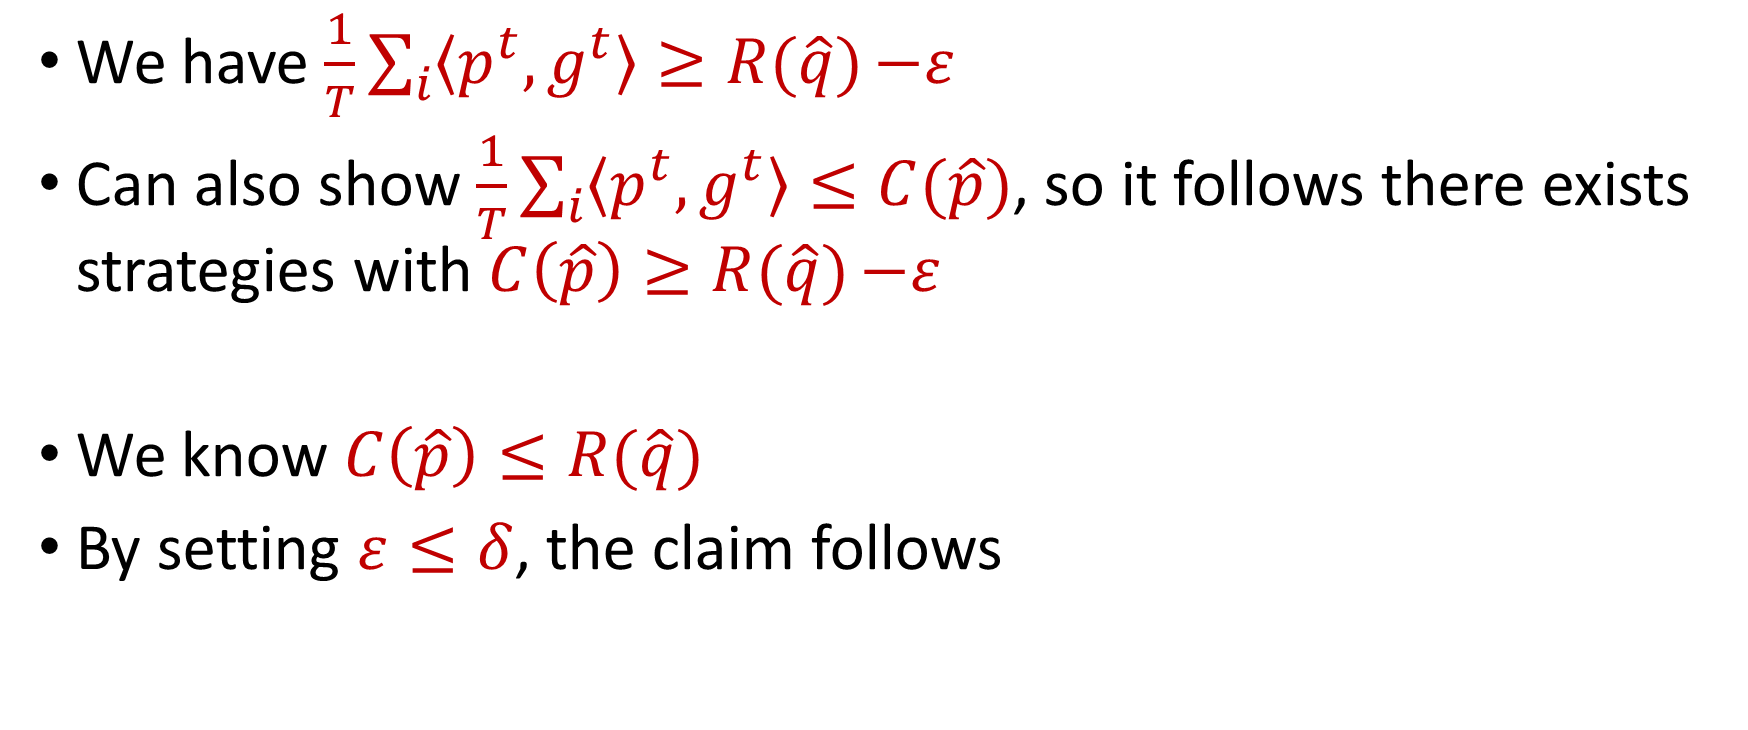 • We have 1/T ∑ᵢ⟨pᵗ, gᵗ⟩ ≥ R(q̂) − ε
• Can also show 1/T ∑ᵢ⟨pᵗ, gᵗ⟩ ≤ C(p̂), so it follows there exists
strategies with C(p̂) ≥ R(q̂) − ε
• We know C(p̂) ≤ R(q̂)
• By setting ε ≤ δ, the claim follows